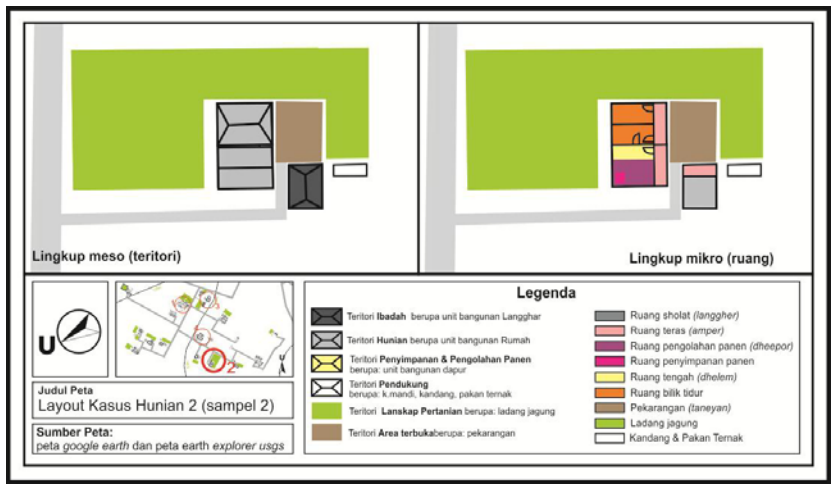 Lingkup meso (teritori)
Lingkup mikro (ruang)
U
2
Judul Peta
Layout Kasus Hunian 2 (sampel 2)
Sumber Peta:
peta google earth dan peta earth explorer usgs
Legenda
Teritori Ibadah berupa unit bangunan Langghar
Teritori Hunian berupa unit bangunan Rumah
Teritori Penyimpanan & Pengolahan Panen
berupa: unit bangunan dapur
Teritori Pendukung
berupa: k.mandi, kandang, pakan ternak
Teritori Lanskap Pertanian berupa: ladang jagung
Teritori Area terbukaberupa: pekarangan
Ruang sholat (langgher)
Ruang teras (amper)
Ruang pengolahan panen (dheepor)
Ruang penyimpanan panen
Ruang tengah (dhelem)
Ruang bilik tidur
Pekarangan (taneyan)
Ladang jagung
Kandang & Pakan Ternak